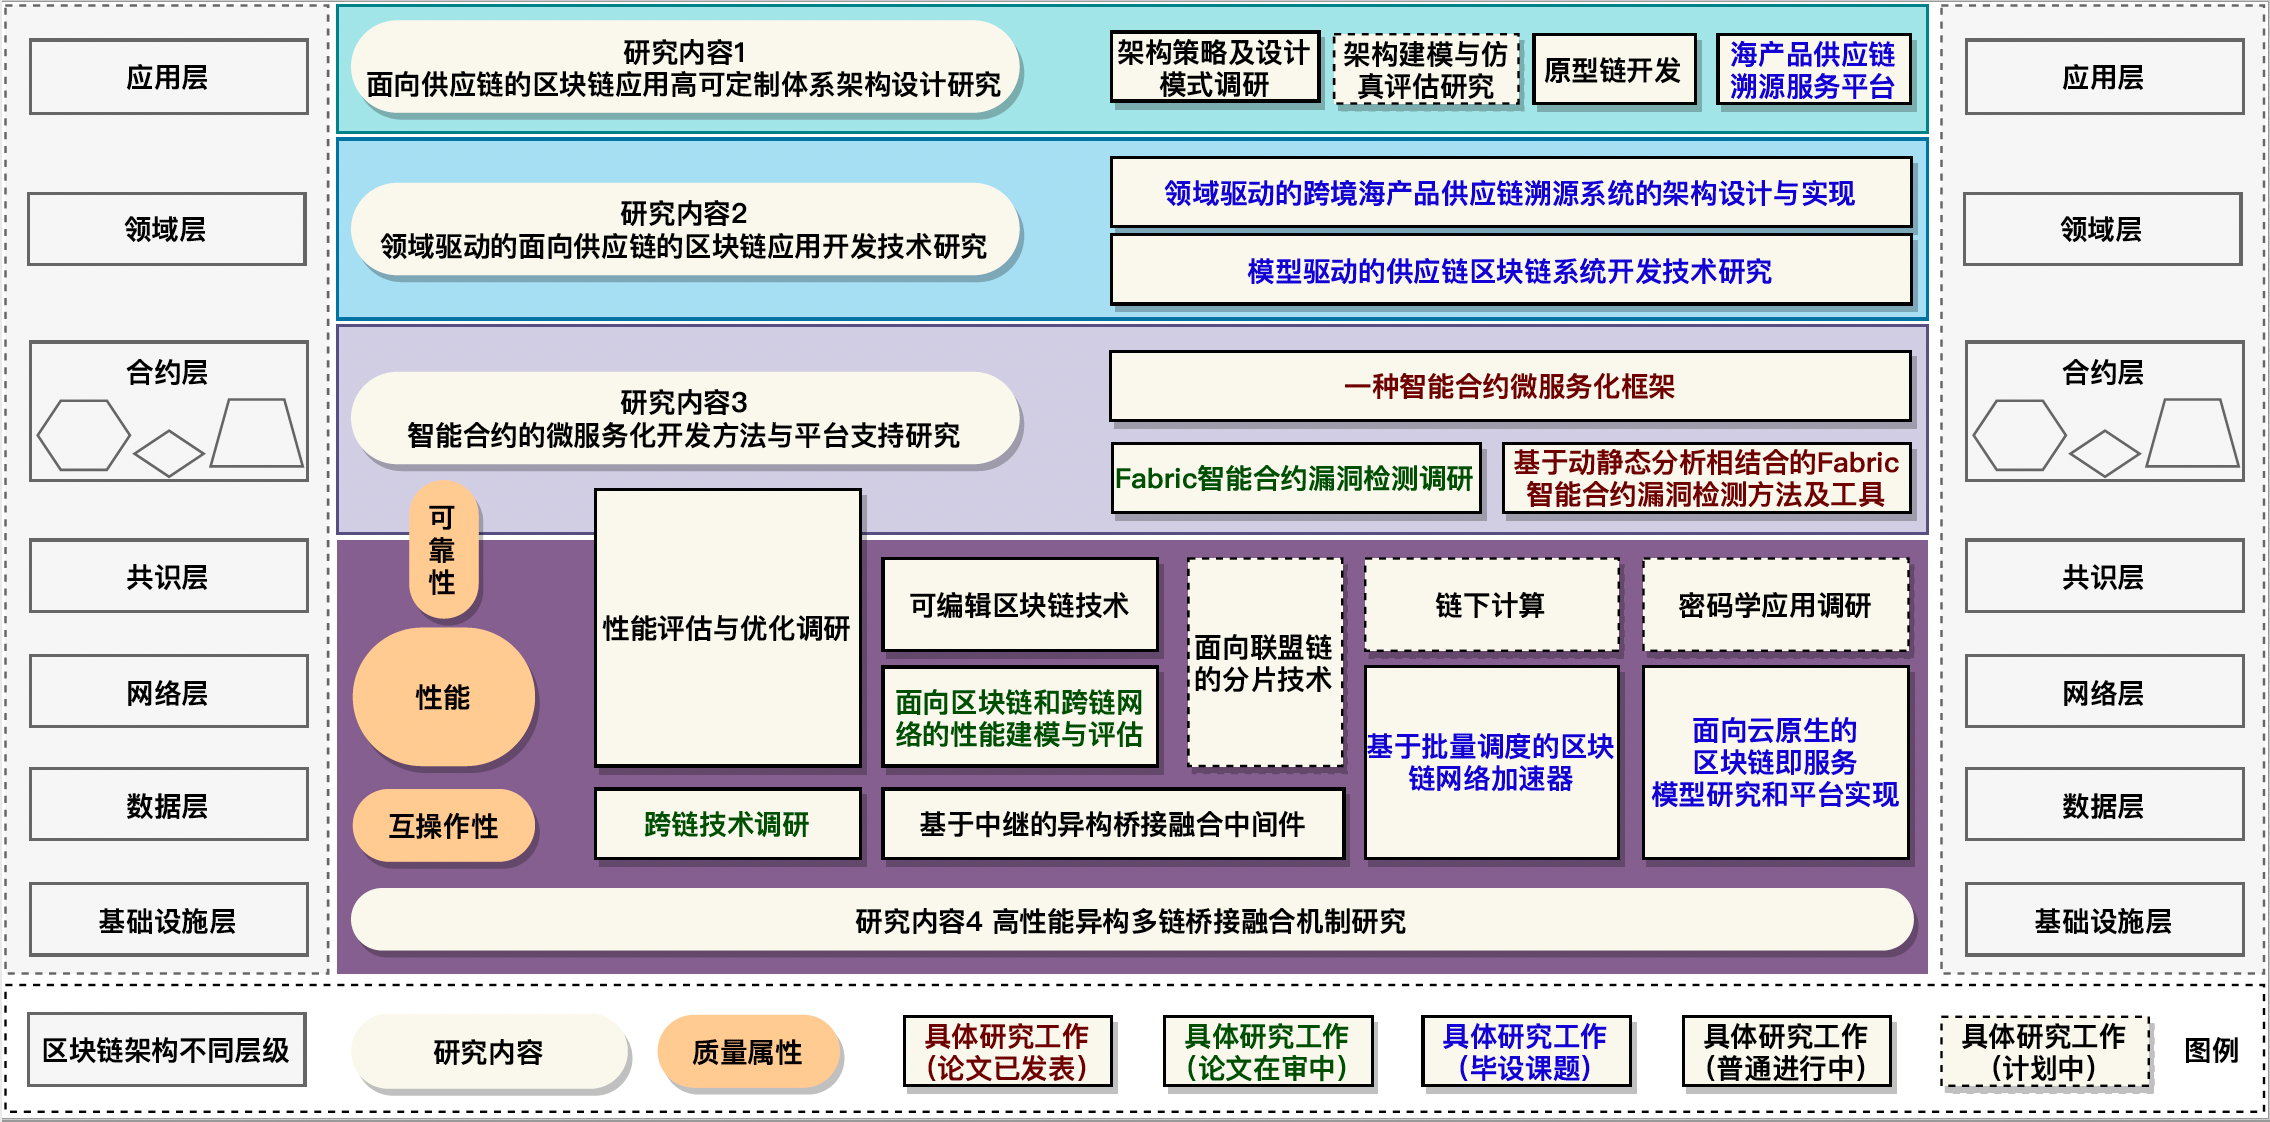 应用层
领域层
合约层
共识层
网络层
数据层
基础设施层
研究内容1
面向供应链的区块链应用高可定制体系架构设计研究
架构策略及设计
模式调研
架构建模与仿
真评估研究
原型链开发
海产品供应链
溯源服务平台
研究内容2
领域驱动的面向供应链的区块链应用开发技术研究
领域驱动的跨境海产品供应链溯源系统的架构设计与实现
模型驱动的供应链区块链系统开发技术研究
研究内容3
智能合约的微服务化开发方法与平台支持研究
一种智能合约微服务化框架
Fabric智能合约漏洞检测调研
基于动静态分析相结合的Fabric
智能合约漏洞检测方法及工具
可
靠
性
性能
互操作性
性能评估与优化调研
跨链技术调研
可编辑区块链技术
面向区块链和跨链网
络的性能建模与评估
基于中继的异构桥接融合中间件
面向联盟链
的分片技术
链下计算
基于批量调度的区块
链网络加速器
密码学应用调研
面向云原生的
区块链即服务
模型研究和平台实现
研究内容4 高性能异构多链桥接融合机制研究
应用层
领域层
合约层
共识层
网络层
数据层
基础设施层
区块链架构不同层级
研究内容
质量属性
具体研究工作
（论文已发表）
具体研究工作
（论文在审中）
具体研究工作
（毕设课题）
具体研究工作
（普通进行中）
具体研究工作
（计划中）
图例